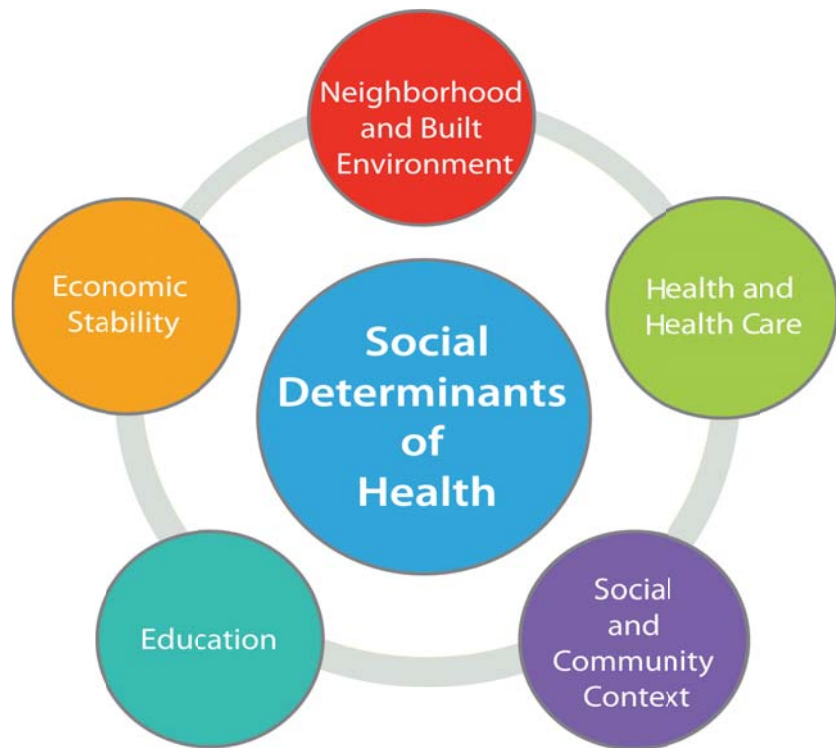 Neighborhood
and Built
Environment
Health and
Health Care
Social
and
Community
Context
Education
Economic
Stability
Social
Determinants
of
Health